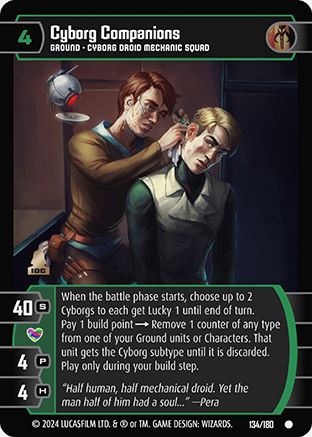 4
Cyborg Companions
GROUND - CYBORG DROID MECHANIC SQUAD
IDC
40 S
4 P
4 H
When the battle phase starts, choose up to 2
Cyborgs to each get Lucky 1 until end of turn.
Pay 1 build point → Remove 1 counter of any type
from one of your Ground units or Characters. That
unit gets the Cyborg subtype until it is discarded.
Play only during your build step.
“Half human, half mechanical droid. Yet the
man half of him had a soul...” —Pera
© 2024 LUCASFILM LTD. & ® or TM. GAME DESIGN: WIZARDS.
134/180